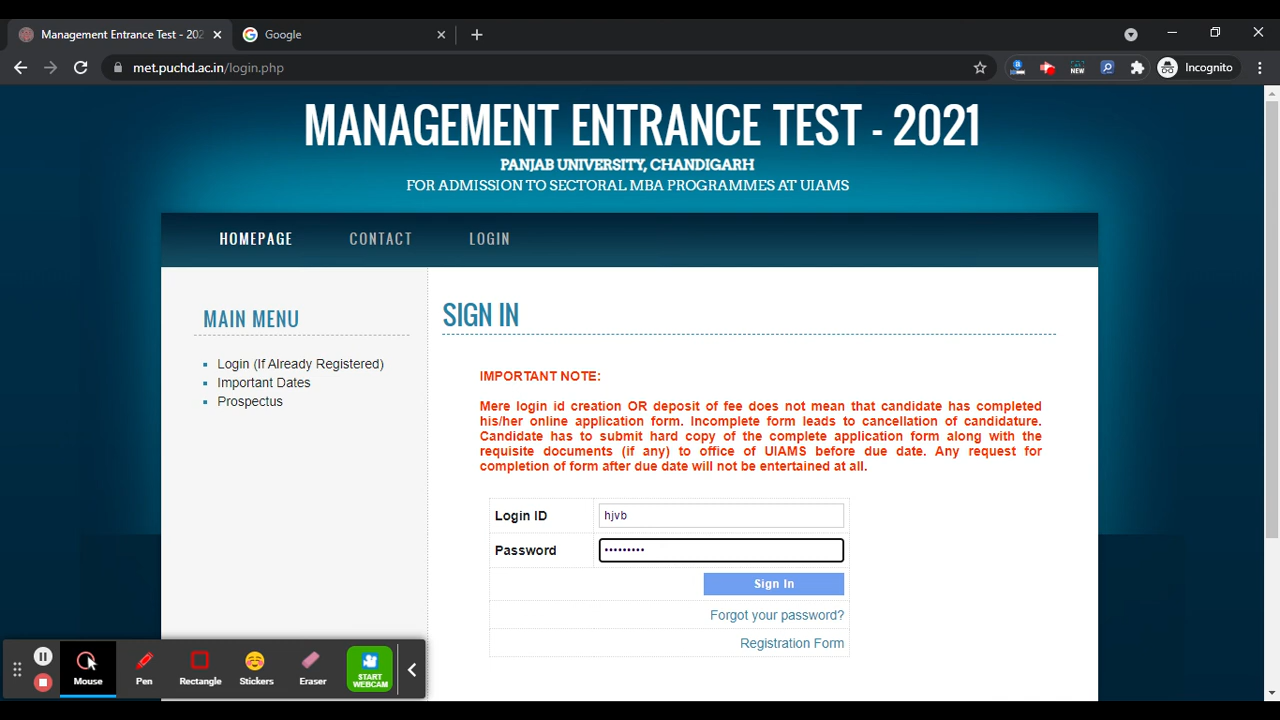 Management Entrance Test - 202
Google
met.puchd.ac.in/login.php
NEW
Incognito
MANAGEMENT ENTRANCE TEST - 2021
PANJAB UNIVERSITY, CHANDIGARH
FOR ADMISSION TO SECTORAL MBA PROGRAMMES AT UIAMS
HOMEPAGE CONTACT LOGIN
MAIN MENU
Login (If Already Registered)
Important Dates
Prospectus
SIGN IN
IMPORTANT NOTE:
Mere login id creation OR deposit of fee does not mean that candidate has completed
his/her online application form. Incomplete form leads to cancellation of candidature.
Candidate has to submit hard copy of the complete application form along with the
requisite documents (if any) to office of UIAMS before due date. Any request for
completion of form after due date will not be entertained at all.
Login ID hjvb
Password •••••••••
Sign In
Forgot your password?
Registration Form
Mouse Pen Rectangle Stickers Eraser
START
WEBCAM